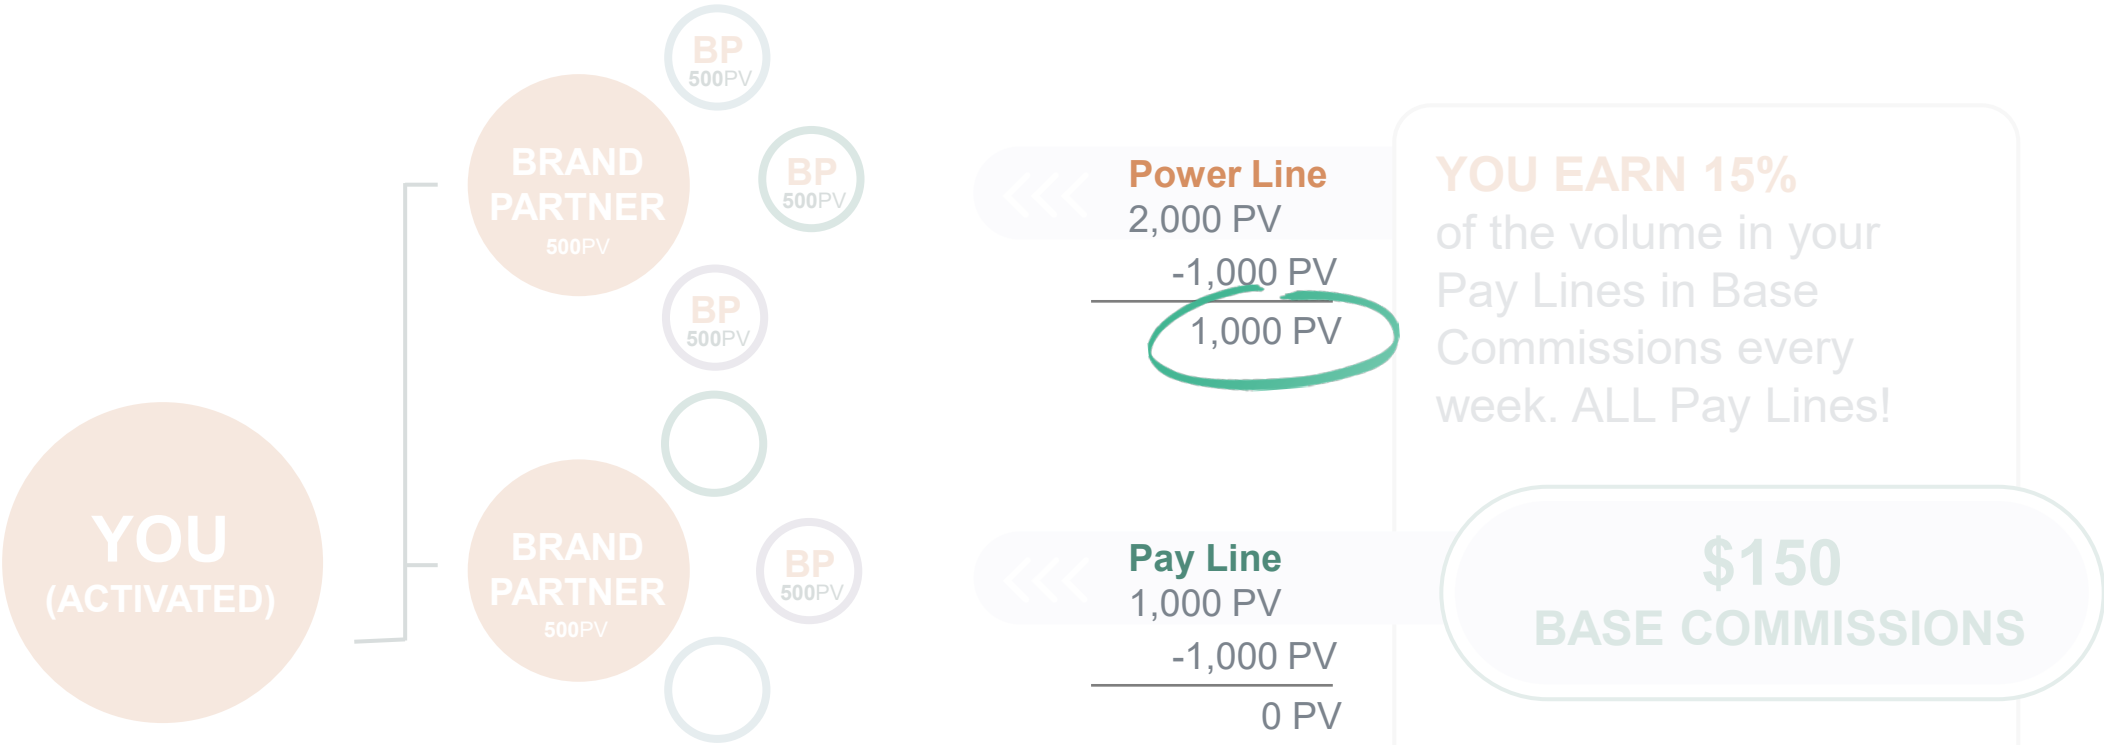 BP
500PV
BRAND
PARTNER
500PV
BP
500PV
BP
500PV
YOU
(ACTIVATED)
BRAND
PARTNER
500PV
BP
500PV
Power Line
2,000 PV
-1,000 PV
1,000 PV
Pay Line
1,000 PV
-1,000 PV
0 PV
YOU EARN 15%
of the volume in your
Pay Lines in Base
Commissions every
week. ALL Pay Lines!
$150
BASE COMMISSIONS